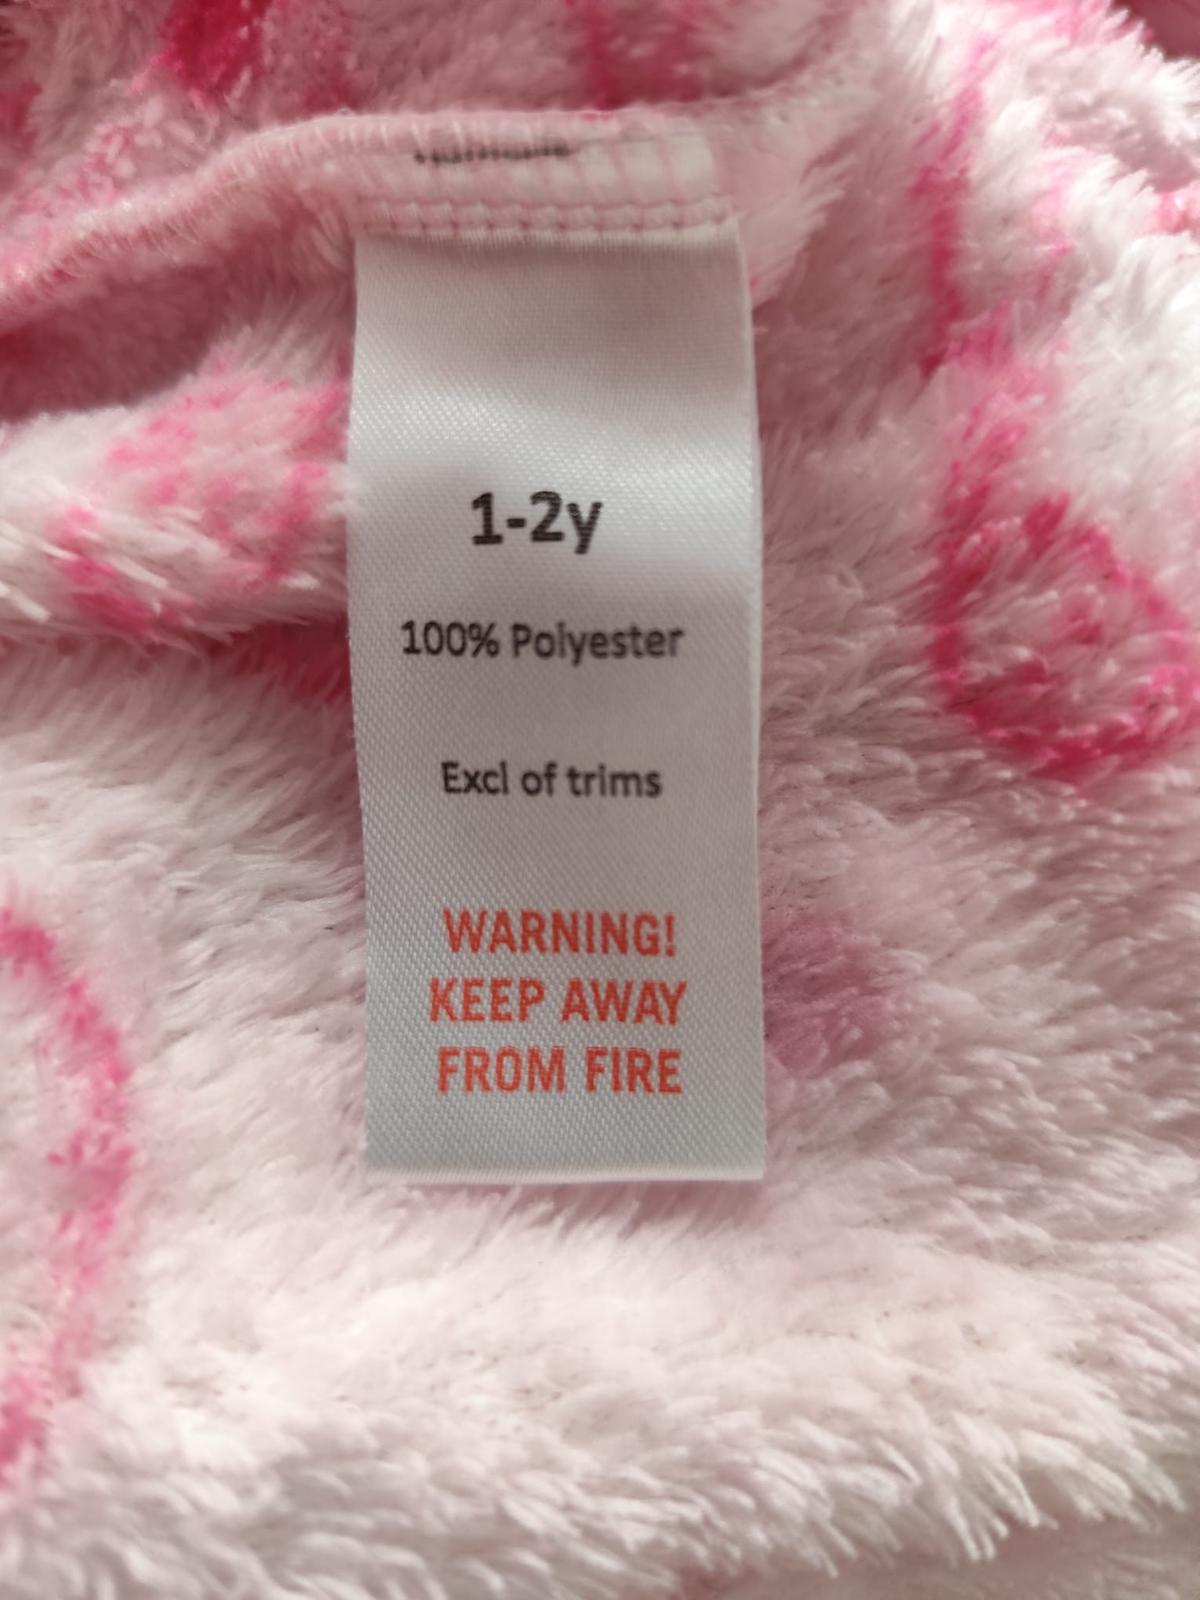 1-2y
100% Polyester
Excl of trims
WARNING!
KEEP AWAY
FROM FIRE